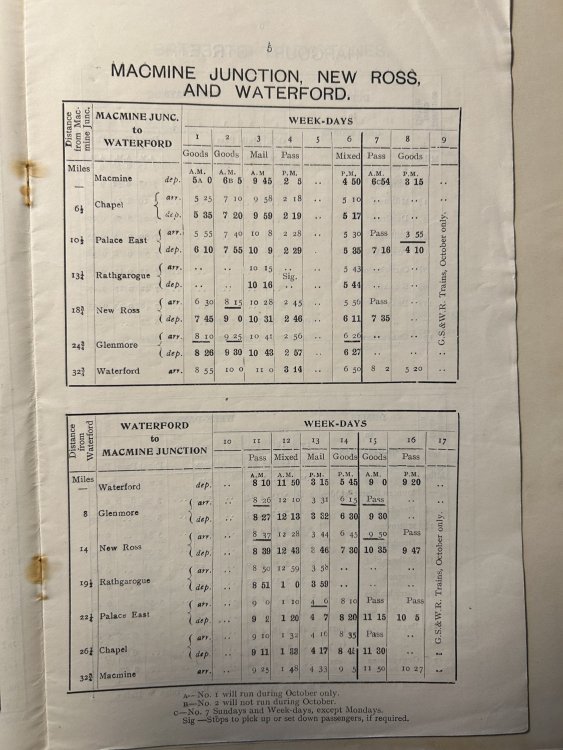 6
MACMINE JUNCTION, NEW ROSS,
AND WATERFORD.
Distance from Macmine Junc. MACMINE JUNC. to WATERFORD WEEK-DAYS
1 2 3 4 5 6 7 8 9
Goods Goods Mail Pass Mixed Pass Goods
Miles A.M. A.M. A.M P.M. P.M. A.M. P.M.
— Macmine dep. 5A 0 6B 5 9 45 2 5 .. 4 50 6C54 3 15 ..
6½ Chapel arr. 5 25 7 10 9 58 2 18 .. 5 10 .. ..
dep. 5 35 7 20 9 59 2 19 .. 5 17 .. ..
10½ Palace East arr. 5 55 7 40 10 8 2 28 .. 5 30 Pass 3 55
dep. 6 10 7 55 10 9 2 29 .. 5 35 7 16 4 10
Rathgarogue arr. .. .. 10 15 .. .. 5 43 .. ..
Sig.
dep. .. .. 10 16 .. 5 44 .. ..
New Ross arr. 6 30 8 15 10 28 2 45 .. 5 56 Pass ..
dep. 7 45 9 0 10 31 2 46 .. 6 11 7 35 ..
Glenmore arr. 8 10 9 25 10 41 2 56 .. 6 26 .. ..
dep. 8 26 9 30 10 43 2 57 .. 6 27 .. ..
Waterford arr. 8 55 10 0 11 0 3 14 .. 6 50 8 2 5 20 ..
G.S.&W.R. Trains, October only.
Distance from Waterford WATERFORD to MACMINE JUNCTION WEEK-DAYS
10 11 12 13 14 15 16 17
Pass Mixed Mail Goods Goods Pass
Miles A.M. A.M. P.M. P.M. A.M. P.M.
— Waterford dep. .. 8 10 11 50 3 15 5 45 9 0 9 20 ..
8 Glenmore arr. .. 8 26 12 10 3 31 6 15 Pass
dep. .. 8 27 12 13 3 32 6 30 9 30
14 New Ross arr. .. 8 37 12 28 3 44 6 45 9 50 Pass
dep. .. 8 39 12 43 3 46 7 30 10 35 9 47
19½ Rathgarogue arr. .. 8 50 12 59 3 58 .. .. ..
dep. .. 8 51 1 0 3 59 .. .. ..
Palace East arr. .. 9 0 1 10 4 6 8 10 Pass Pass
dep. .. 9 2 1 20 4 7 8 20 11 15 10 5
Chapel arr. .. 9 10 1 32 4 16 8 35 Pass ..
dep. .. 9 11 1 33 4 17 11 30 ..
Macmine arr. .. 9 25 1 48 4 33 9 5 11 50 10 27 ..
G.S.&W.R. Trains, October only.
A—No. 1 will run during October only.
B—No. 2 will not run during October.
C—No. 7 Sundays and Week-days, except Mondays.
Sig—Stops to pick up or set down passengers, if required.